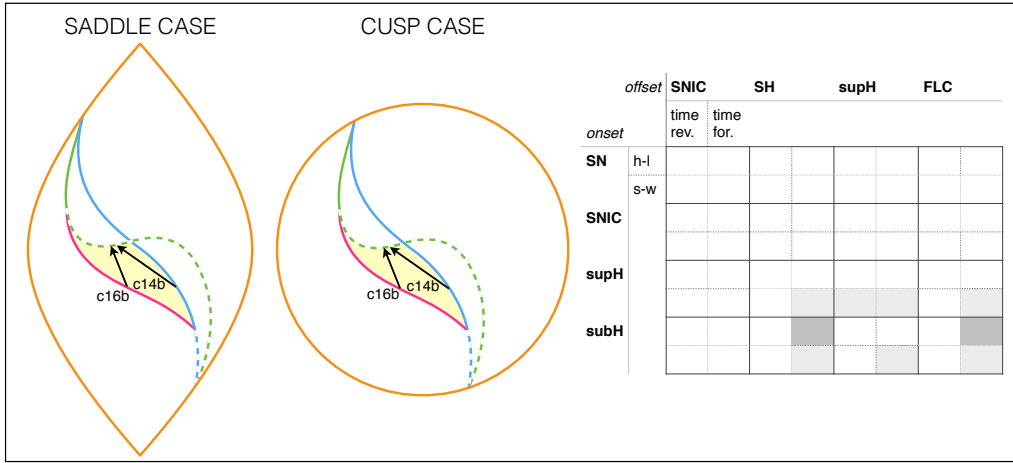 SADDLE CASE
CUSP CASE
c16b
c14b
c16b
c14b
offset SNIC SH supH FLC
time rev. time for.
onset
SN h-l
s-w
SNIC
supH
subH